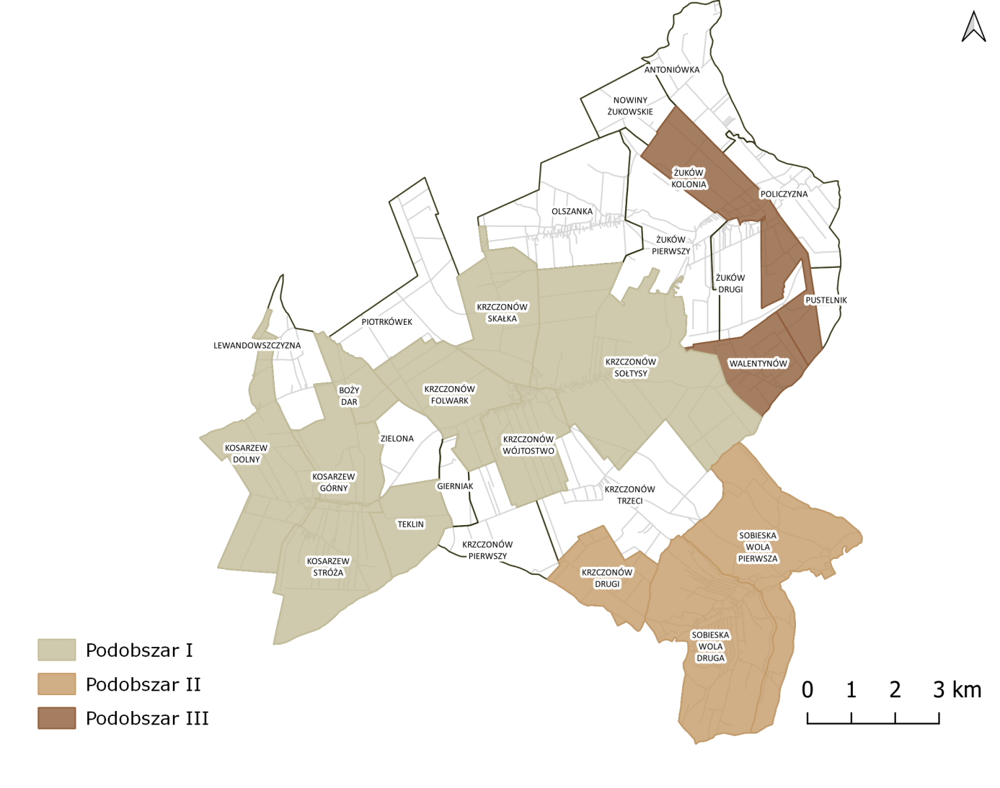 ANTONIÓWKA
NOWINY
ŻUKOWSKIE
ŻUKÓW
KOLONIA
POLICZYZNA
OLSZANKA
ŻUKÓW
PIERWSZY
ŻUKÓW
DRUGI
PUSTELNIK
KRZCZONÓW
SKAŁKA
PIOTRKÓWEK
LEWANDOWSZCZYZNA
KRZCZONÓW
SOŁTYSY
WALENTYNÓW
BOŻY
DAR
KRZCZONÓW
FOLWARK
ZIELONA
KRZCZONÓW
WÓJTOSTWO
KOSARZEW
DOLNY
KOSARZEW
GÓRNY
GIERNIAK
KRZCZONÓW
TRZECI
TEKLIN
KRZCZONÓW
PIERWSZY
SOBIESKA
WOLA
PIERWSZA
KOSARZEW
STRÓŻA
KRZCZONÓW
DRUGI
SOBIESKA
WOLA
DRUGA
Podobszar I
Podobszar II
Podobszar III
0 1 2 3 km